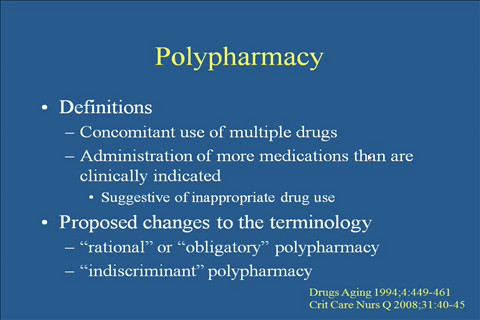 Polypharmacy
• Definitions
– Concomitant use of multiple drugs
– Administration of more medications than are
clinically indicated
• Suggestive of inappropriate drug use
• Proposed changes to the terminology
– “rational” or “obligatory” polypharmacy
– “indiscriminant” polypharmacy
Drugs Aging 1994;4:449-461
Crit Care Nurs Q 2008;31:40-45